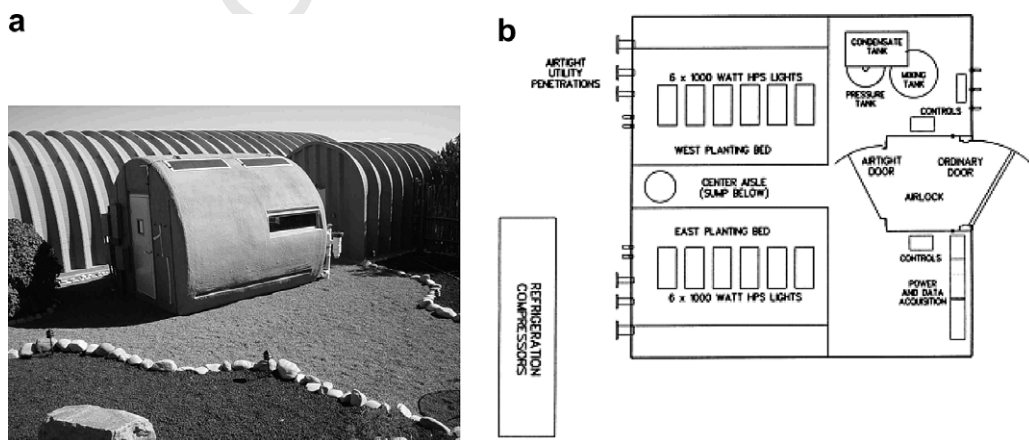 a
b
AIRTIGHT
UTILITY
PENETRATIONS
6 x 1000 WATT HPS LIGHTS
WEST PLANTING BED
CENTER AISLE
(SUMP BELOW)
EAST PLANTING BED
6 x 1000 WATT HPS LIGHTS
REFRIGERATION
COMPRESSORS
CONDENSATE
TANK
MIXING
TANK
PRESSURE
TANK
CONTROLS
AIRTIGHT
DOOR
ORDINARY
DOOR
AIRLOCK
CONTROLS
POWER
AND DATA
ACQUISITION